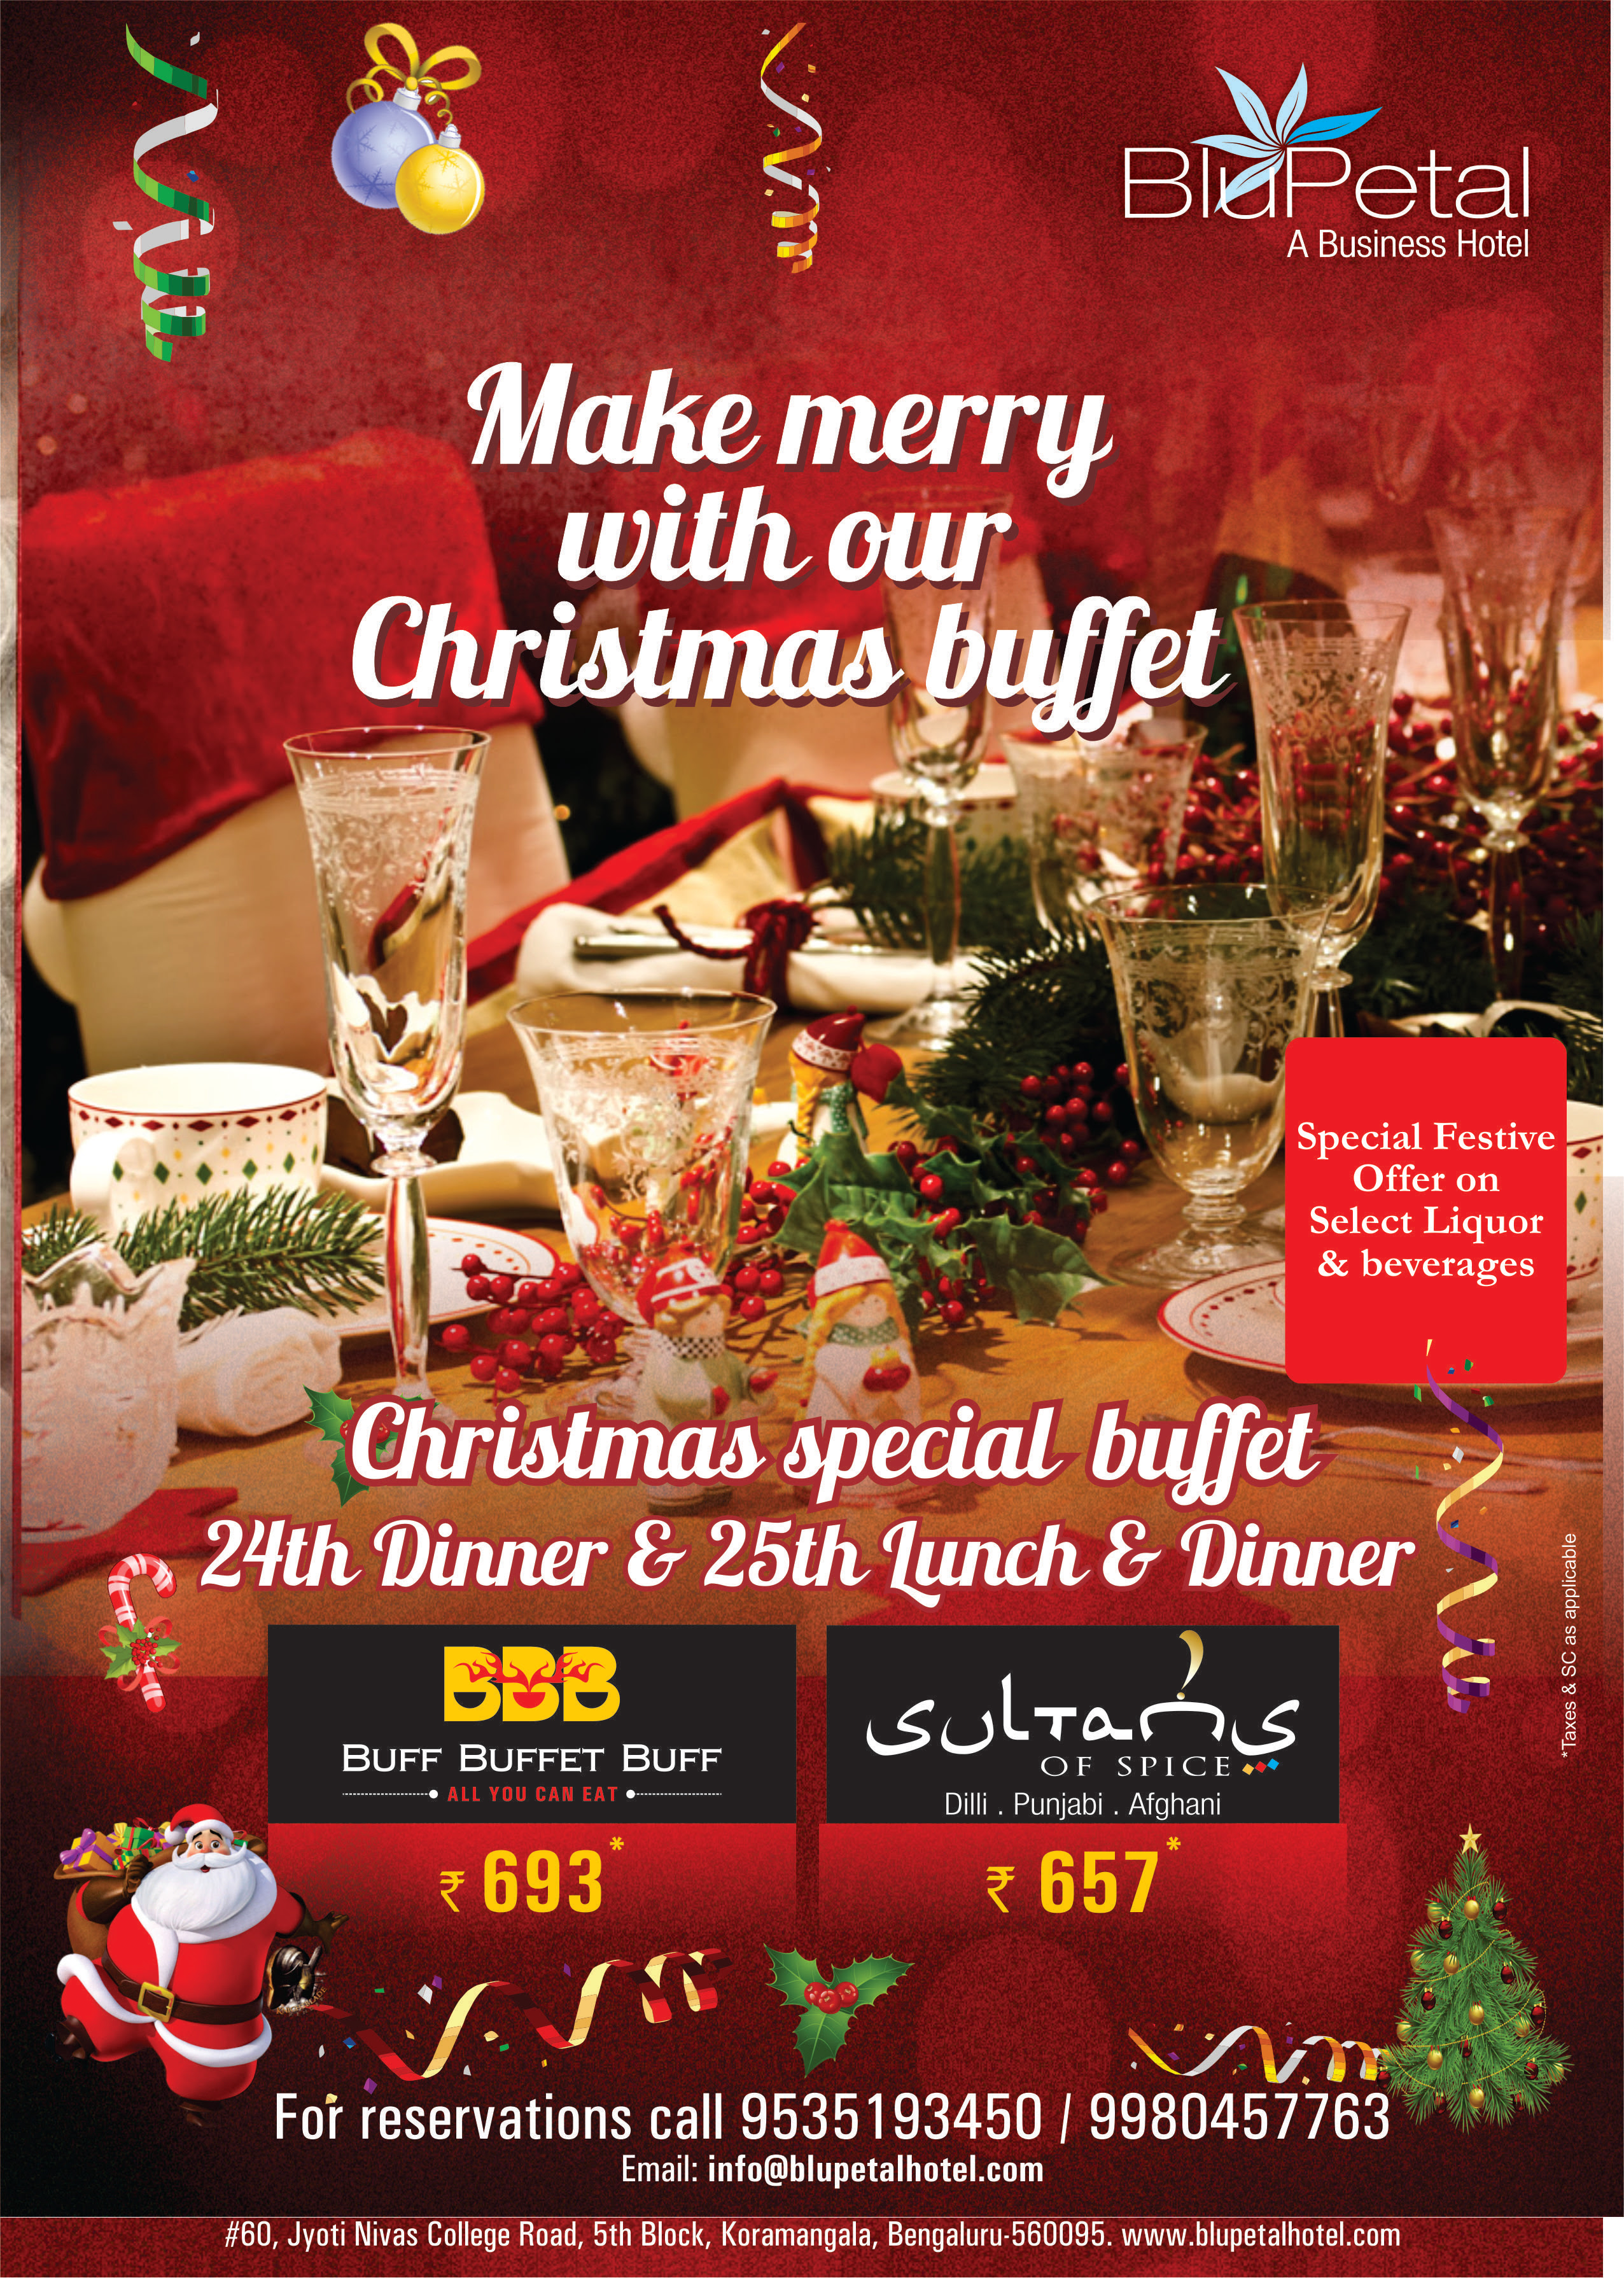 BluPetal
A Business Hotel
Make merry
with our
Christmas buffet
Special Festive
Offer on
Select Liquor
& beverages
Christmas special buffet
24th Dinner & 25th Lunch & Dinner
*Taxes & SC as applicable
BBB
BUFF BUFFET BUFF
ALL YOU CAN EAT
₹ 693*
sultans
OF SPICE
Dilli . Punjabi . Afghani
₹ 657*
For reservations call 9535193450 / 9980457763
Email: info@blupetalhotel.com
#60, Jyoti Nivas College Road, 5th Block, Koramangala, Bengaluru-560095. www.blupetalhotel.com